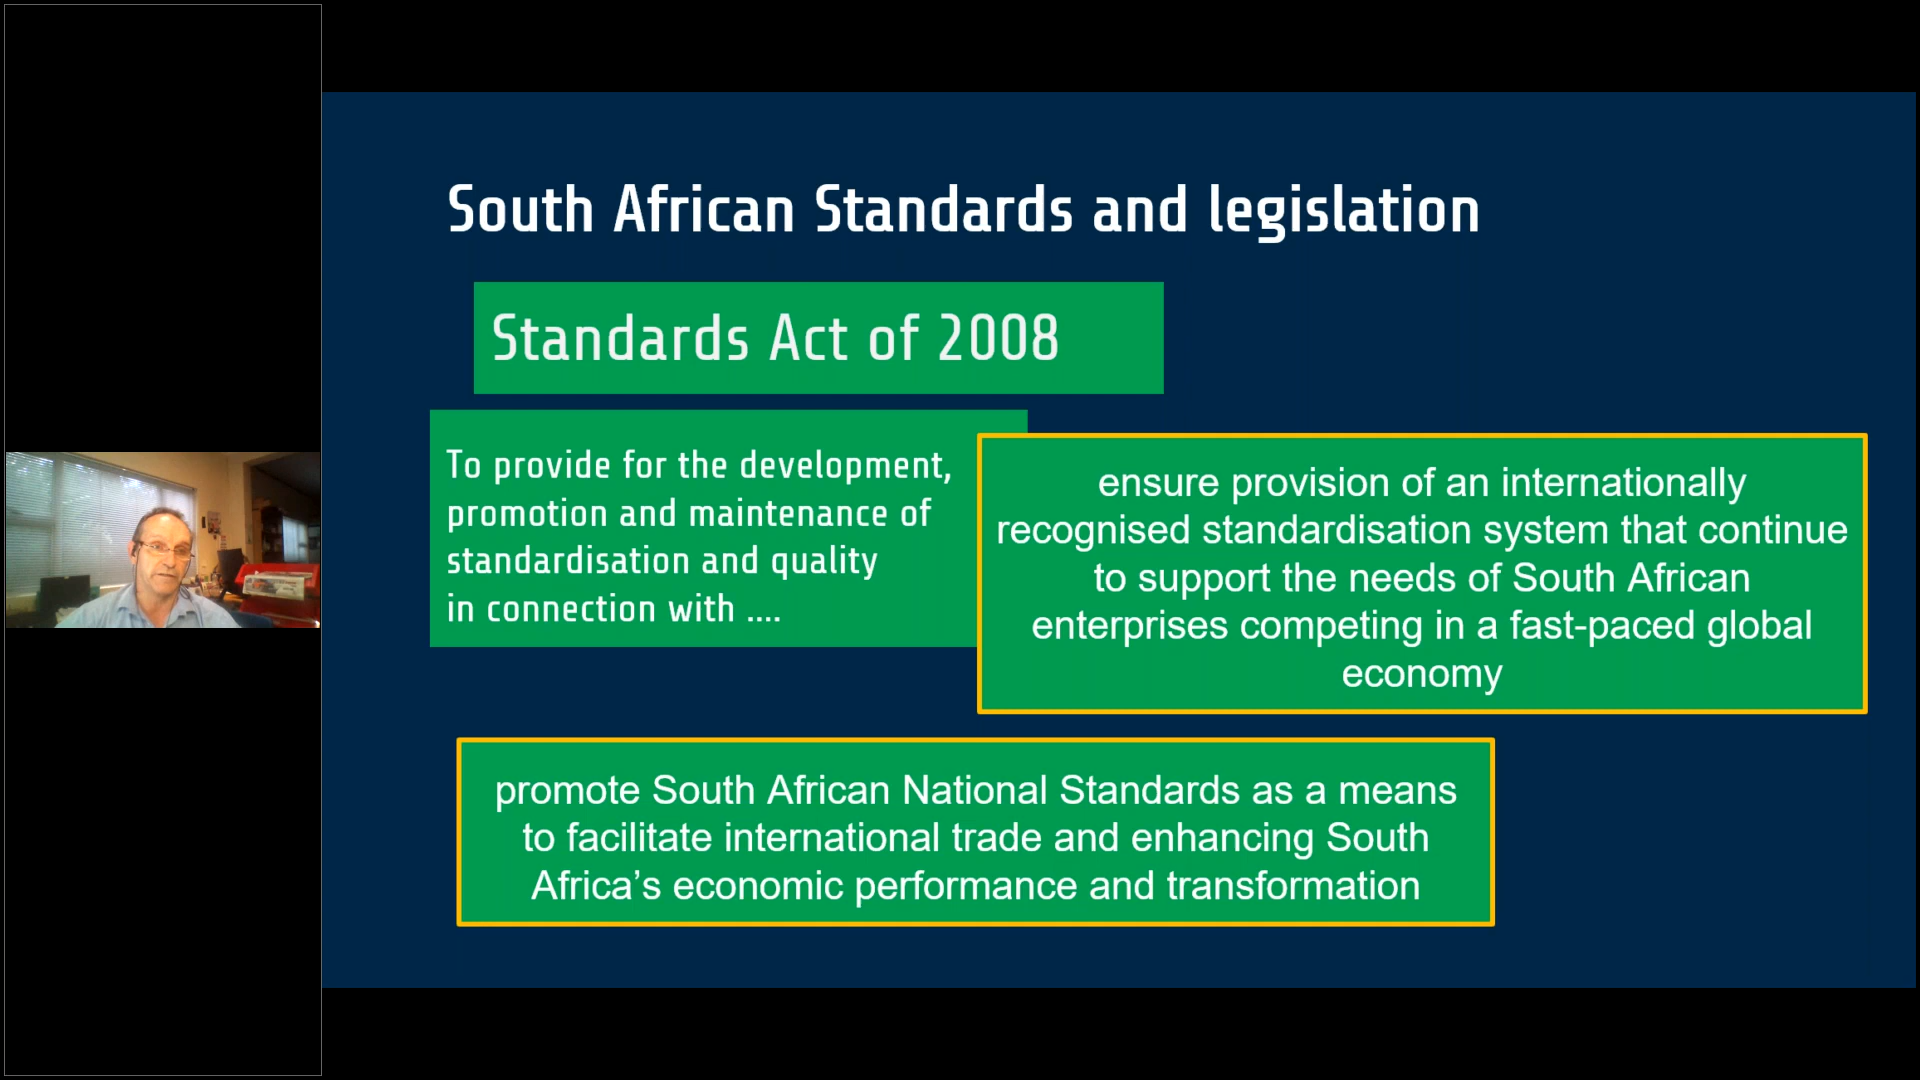 South African Standards and legislation
Standards Act of 2008
To provide for the development,
promotion and maintenance of
standardisation and quality
in connection with ....
ensure provision of an internationally
recognised standardisation system that continue
to support the needs of South African
enterprises competing in a fast-paced global
economy
promote South African National Standards as a means
to facilitate international trade and enhancing South
Africa’s economic performance and transformation